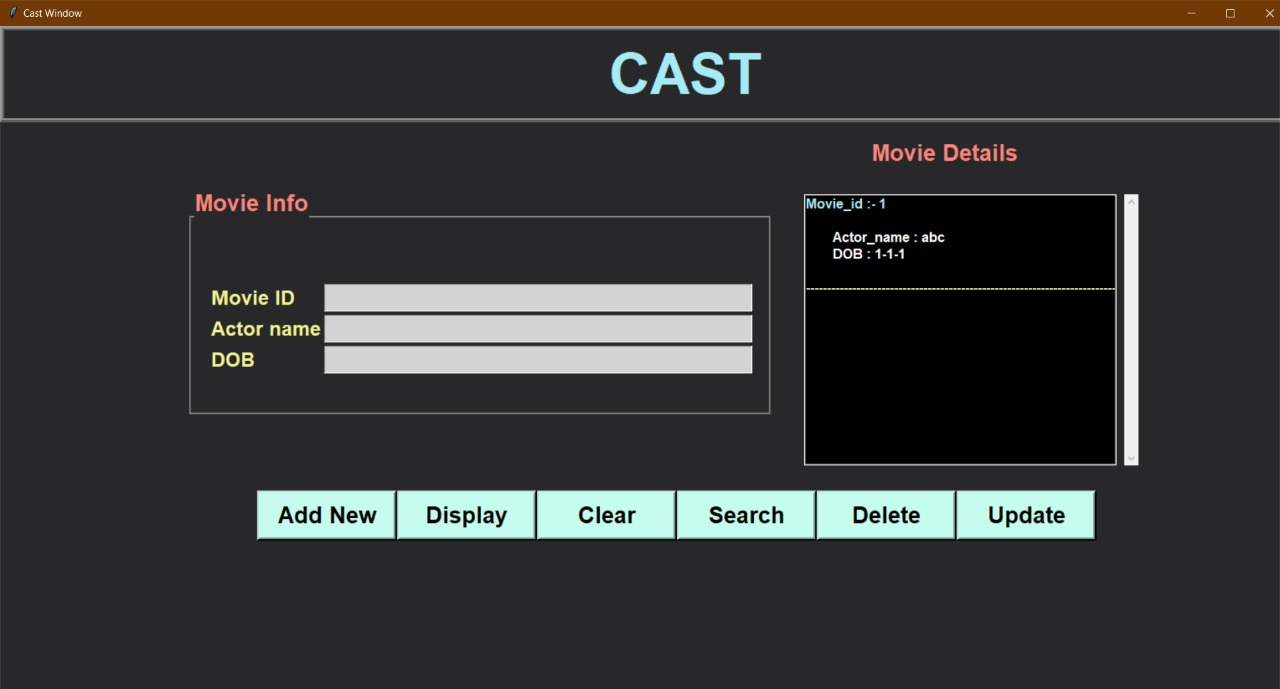 Cast Window
CAST
Movie Info
Movie ID
Actor name
DOB
Movie Details
Movie_id :- 1
Actor_name : abc
DOB : 1-1-1
Add New
Display
Clear
Search
Delete
Update